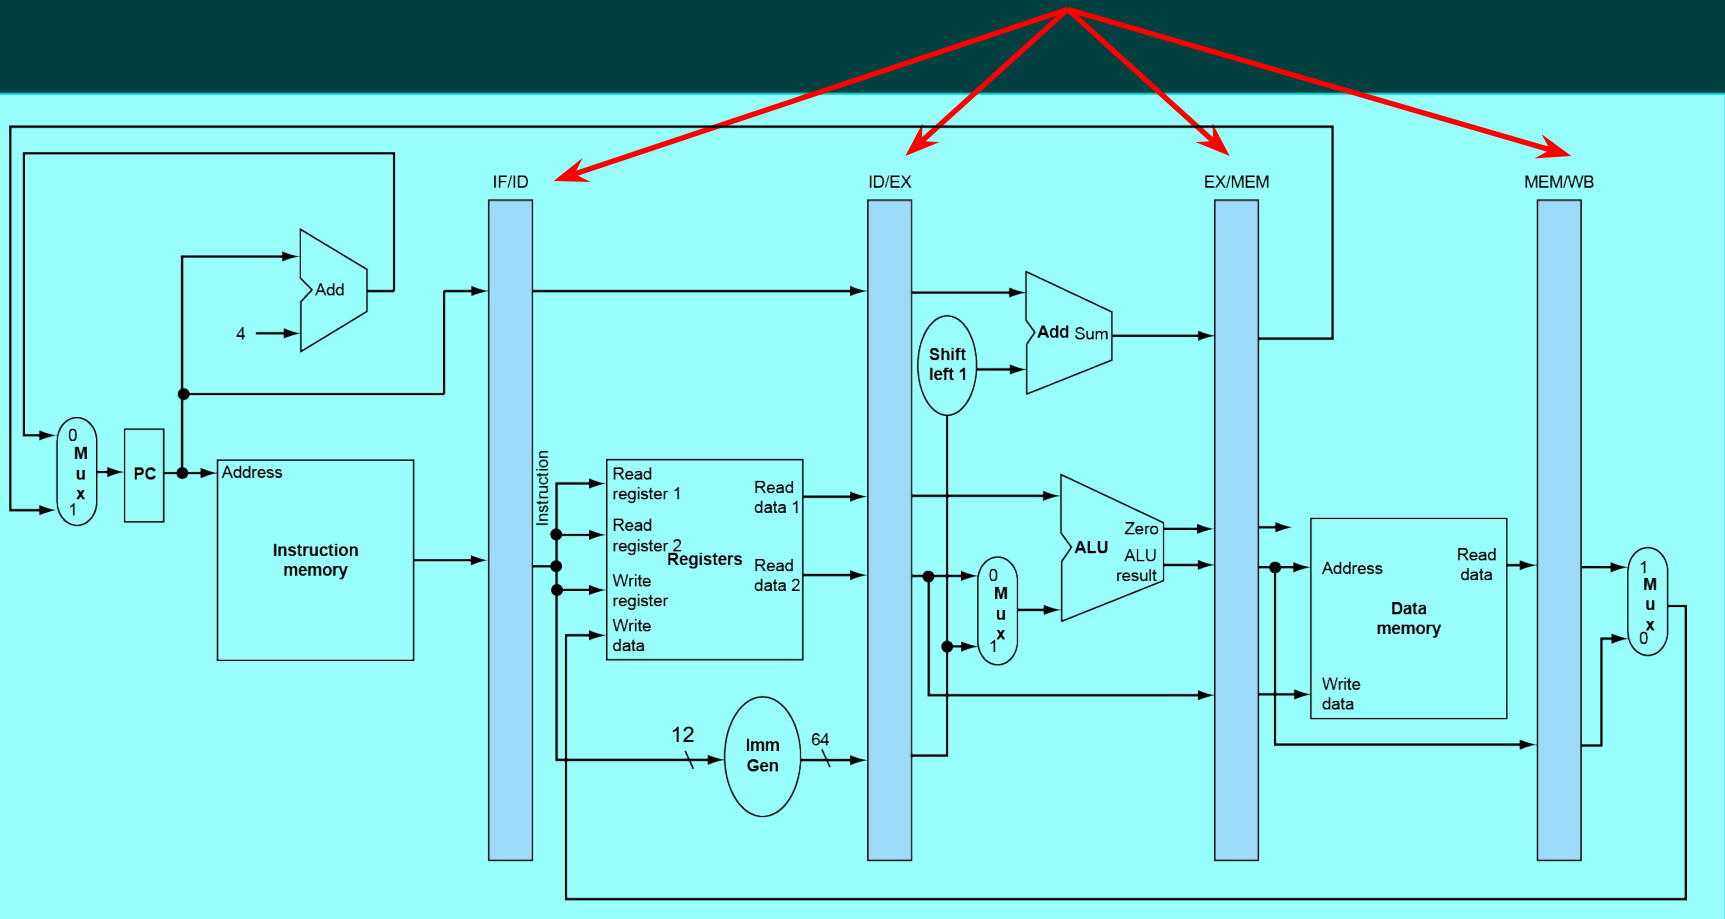 IF/ID
ID/EX
EX/MEM
MEM/WB
Add
4
Add Sum
Shift
left 1
0
M
u
x
1
PC
Address
Instruction
memory
Instruction
Read
register 1
Read
register 2
Write
register
Write
data
Registers
Read
data 1
Read
data 2
12
Imm
Gen
64
0
M
u
x
1
Zero
ALU
ALU
result
Address
Read
data
Data
memory
Write
data
1
M
u
x
0